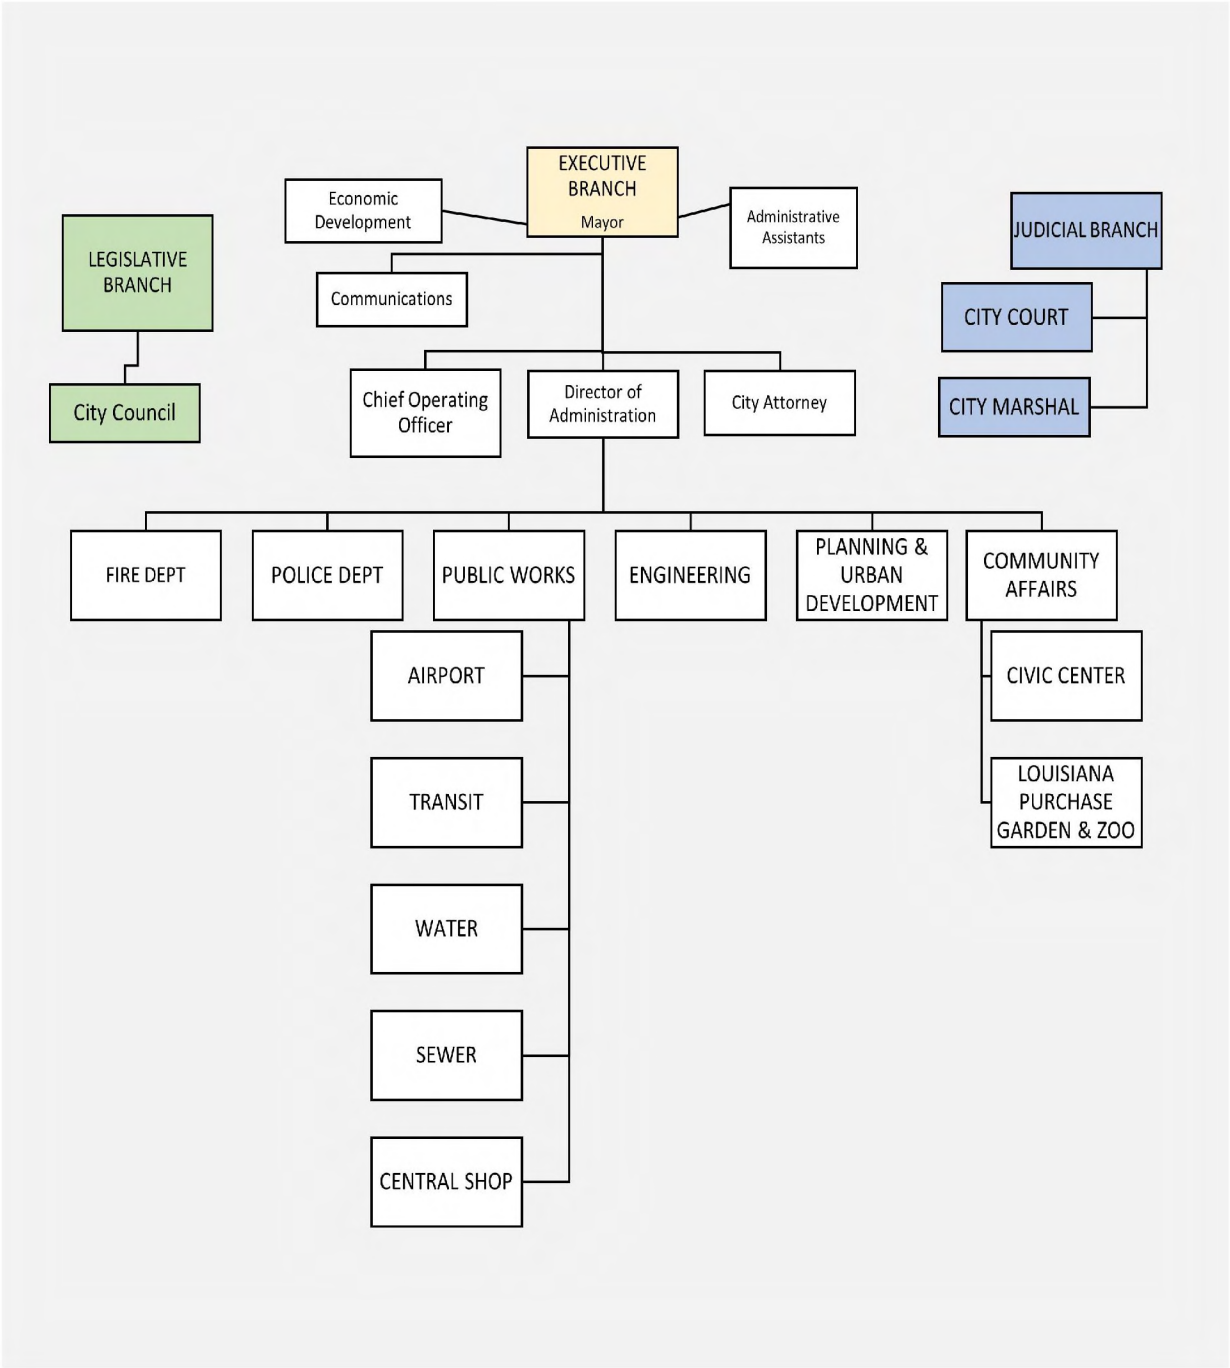 EXECUTIVE
BRANCH
Mayor
Economic
Development
Administrative
Assistants
LEGISLATIVE
BRANCH
JUDICIAL BRANCH
Communications
CITY COURT
City Council
Chief Operating
Officer
Director of
Administration
City Attorney
CITY MARSHAL
FIRE DEPT
POLICE DEPT
PUBLIC WORKS
ENGINEERING
PLANNING &
URBAN
DEVELOPMENT
COMMUNITY
AFFAIRS
AIRPORT
CIVIC CENTER
TRANSIT
LOUISIANA
PURCHASE
GARDEN & ZOO
WATER
SEWER
CENTRAL SHOP